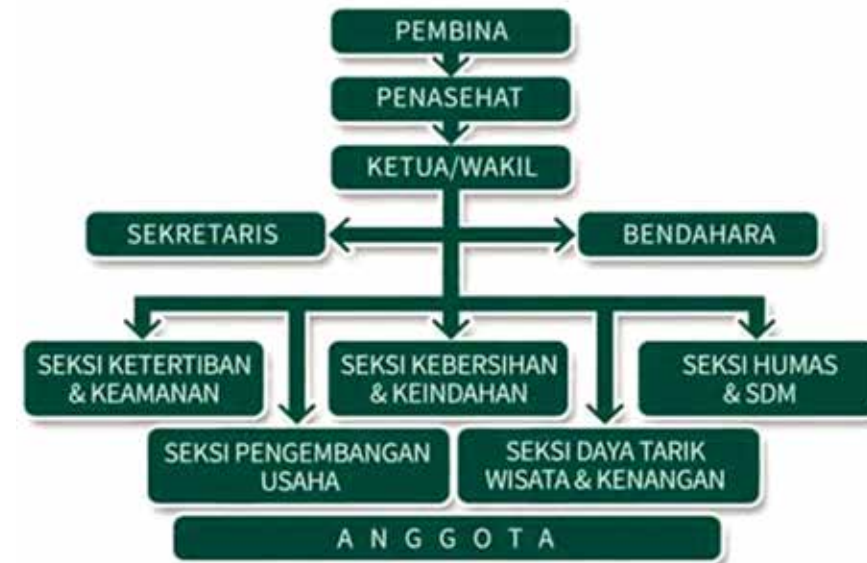 PEMBINA
PENASEHAT
KETUA/WAKIL
SEKRETARIS
BENDAHARA
SEKSI KETERTIBAN
& KEAMANAN
SEKSI KEBERSIHAN
& KEINDAHAN
SEKSI HUMAS
& SDM
SEKSI PENGEMBANGAN
USAHA
SEKSI DAYA TARIK
WISATA & KENANGAN
A N G G O T A